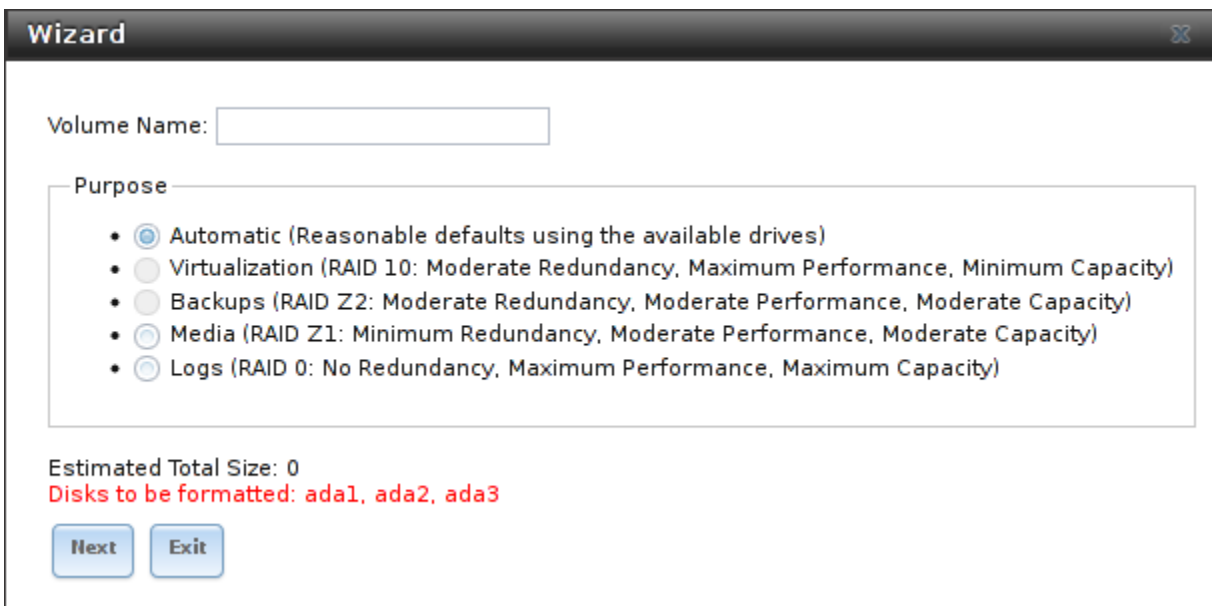 Wizard
Volume Name:
Purpose
Automatic (Reasonable defaults using the available drives)
Virtualization (RAID 10: Moderate Redundancy, Maximum Performance, Minimum Capacity)
Backups (RAID Z2: Moderate Redundancy, Moderate Performance, Moderate Capacity)
Media (RAID Z1: Minimum Redundancy, Moderate Performance, Moderate Capacity)
Logs (RAID 0: No Redundancy, Maximum Performance, Maximum Capacity)
Estimated Total Size: 0
Disks to be formatted: ada1, ada2, ada3
Next Exit